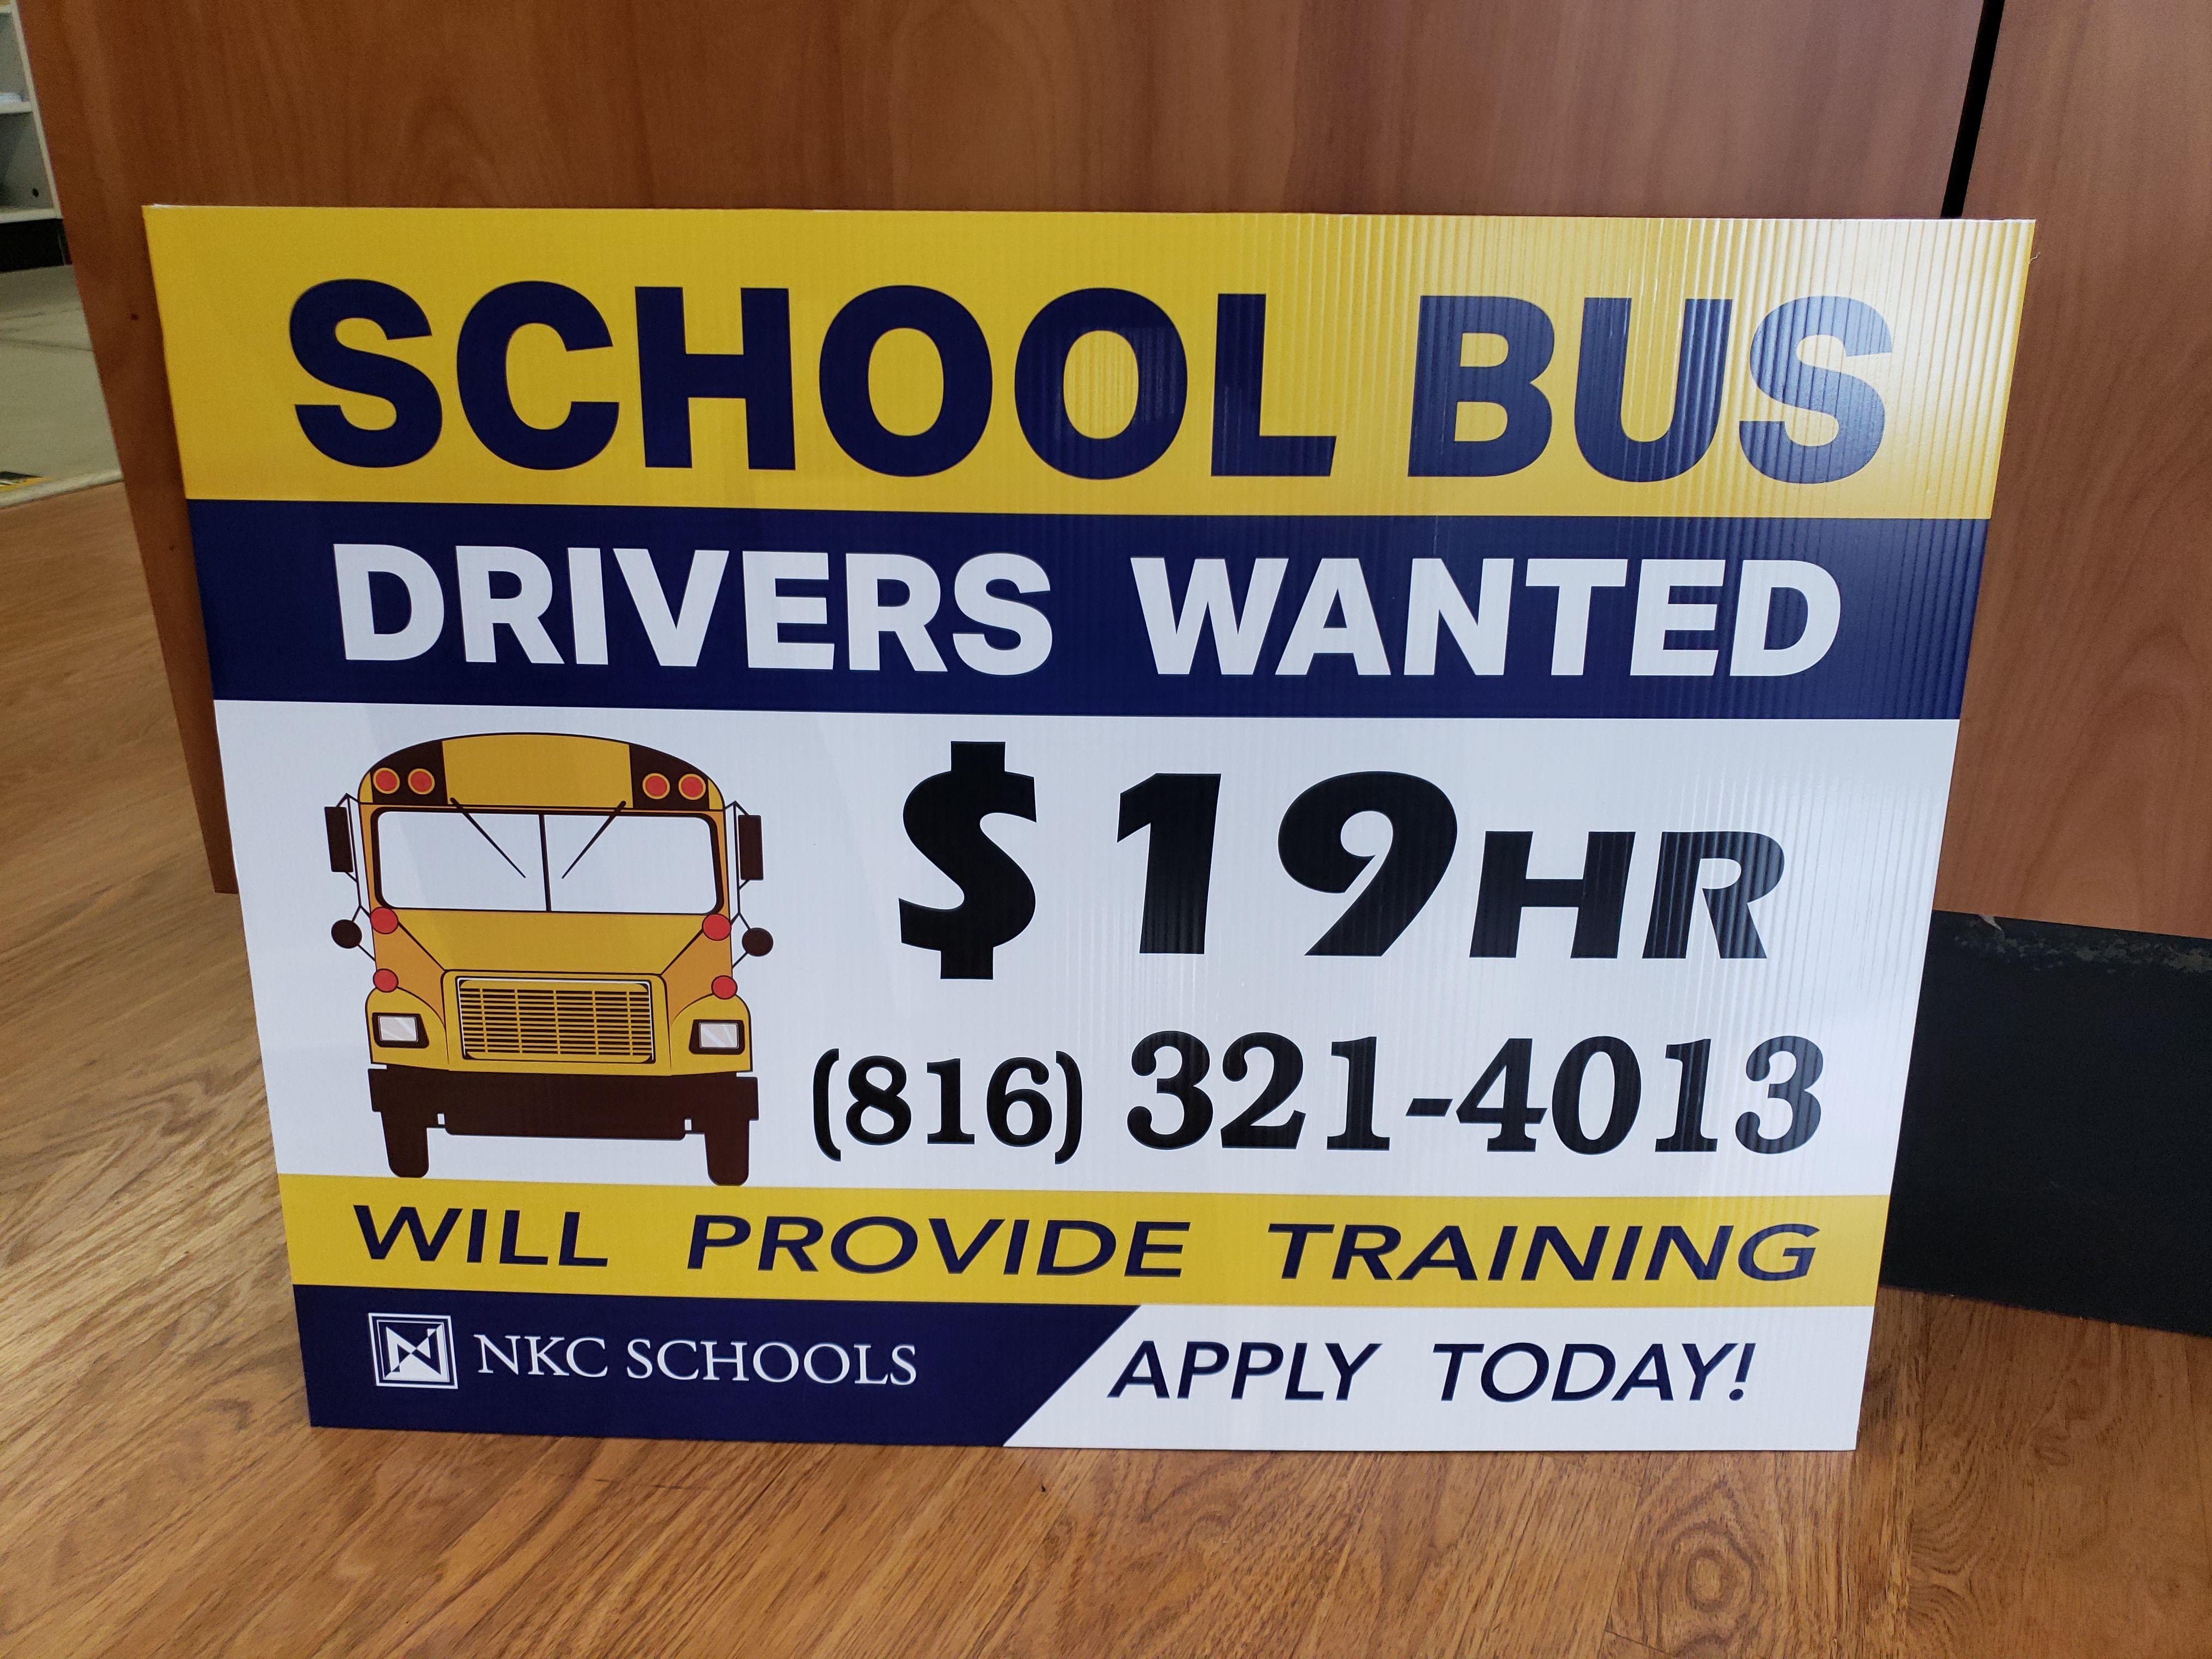 SCHOOL BUS
DRIVERS WANTED
$19HR
(816) 321-4013
WILL PROVIDE TRAINING
NKC SCHOOLS
APPLY TODAY!